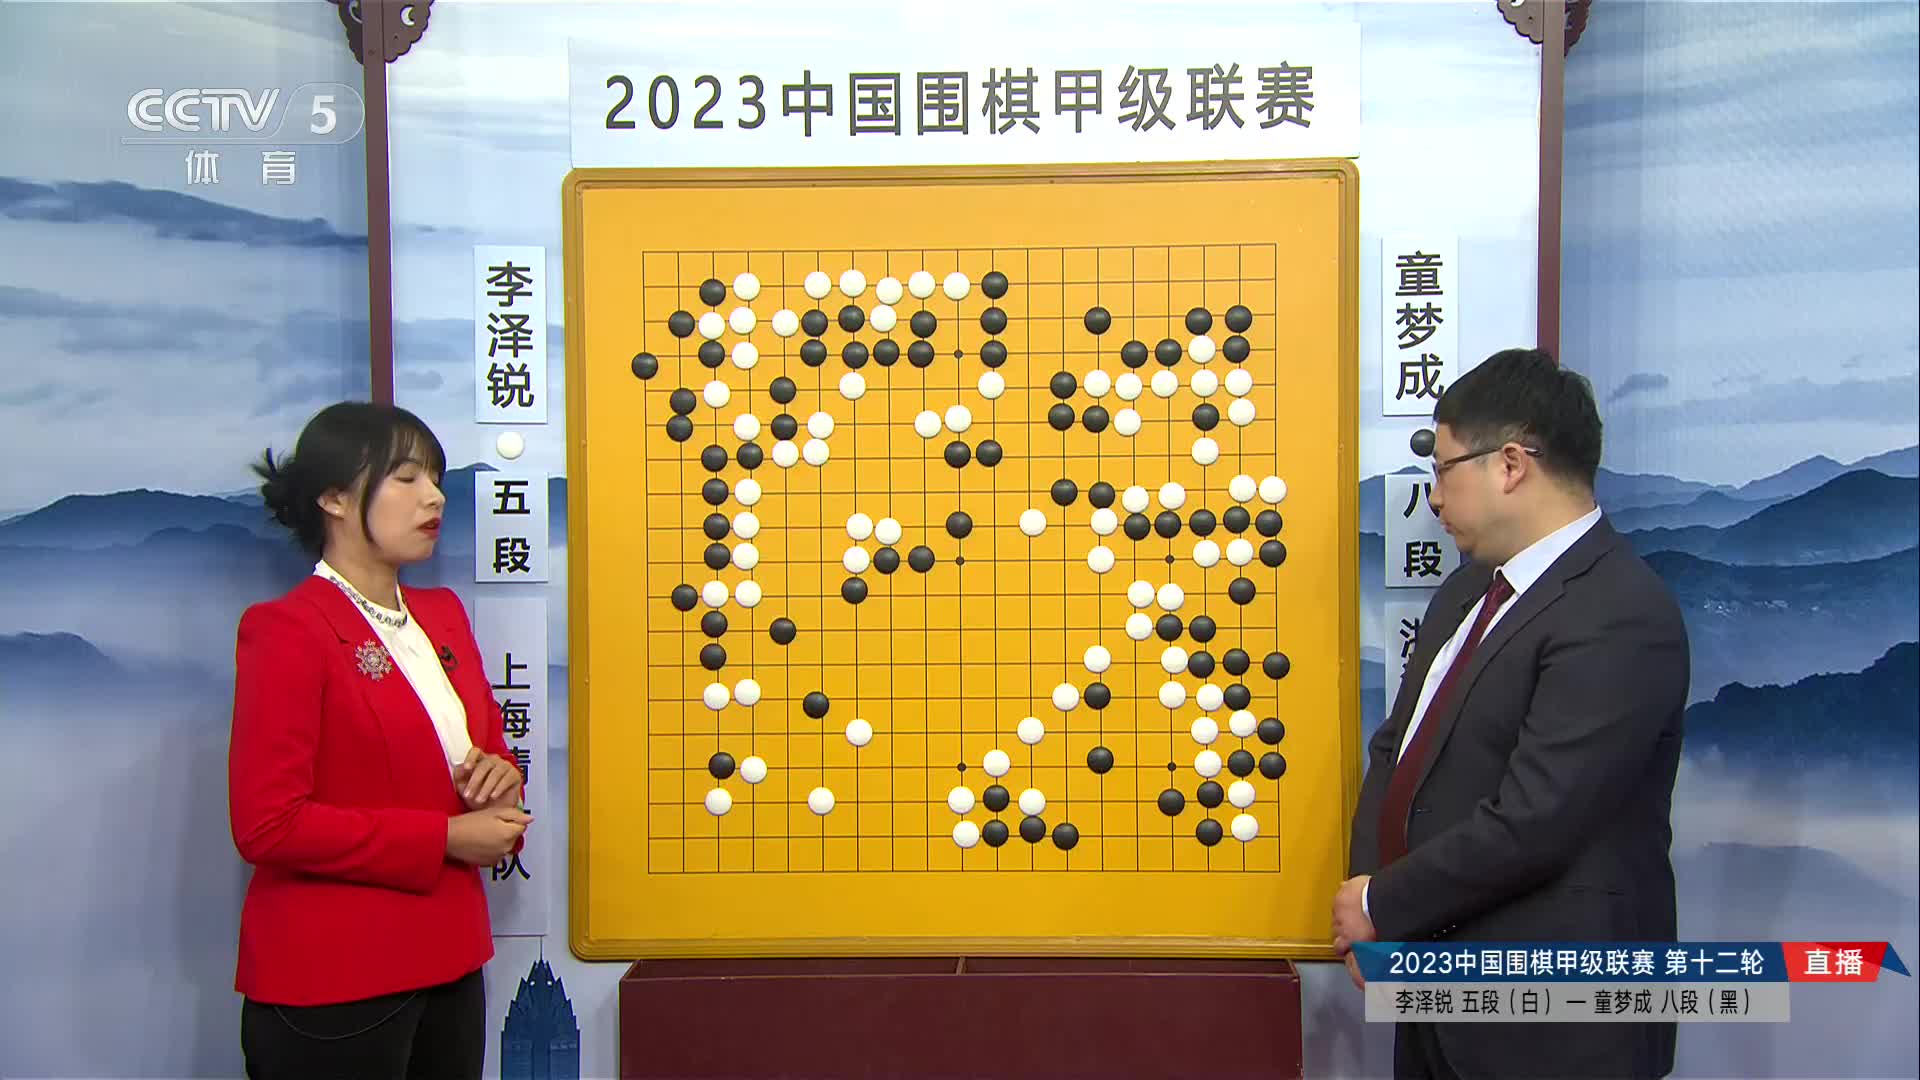 CCTV 5
体育
2023中国围棋甲级联赛
李泽锐
五段
上海
队
童梦成
八段
2023中国围棋甲级联赛 第十二轮
直播
李泽锐 五段（白） — 童梦成 八段（黑）